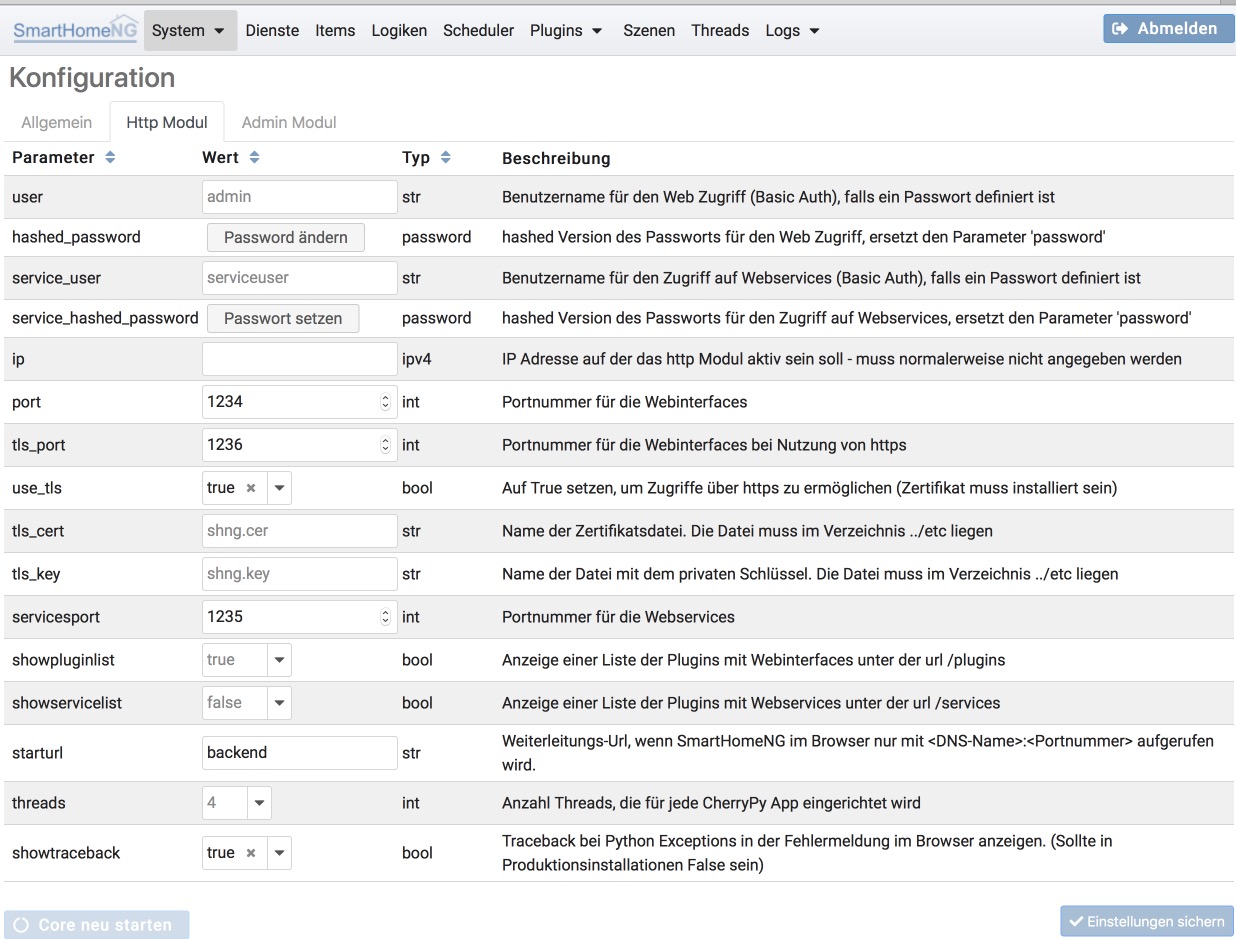 SmartHomeNG System Dienste Items Logiken Scheduler Plugins Szenen Threads Logs Abmelden
Konfiguration
Allgemein Http Modul Admin Modul
Parameter Wert Typ Beschreibung
user admin str Benutzername für den Web Zugriff (Basic Auth), falls ein Passwort definiert ist
hashed_password Password ändern password hashed Version des Passworts für den Web Zugriff, ersetzt den Parameter 'password'
service_user serviceuser str Benutzername für den Zugriff auf Webservices (Basic Auth), falls ein Passwort definiert ist
service_hashed_password Passwort setzen password hashed Version des Passworts für den Zugriff auf Webservices, ersetzt den Parameter 'password'
ip ipv4 IP Adresse auf der das http Modul aktiv sein soll - muss normalerweise nicht angegeben werden
port 1234 int Portnummer für die Webinterfaces
tls_port 1236 int Portnummer für die Webinterfaces bei Nutzung von https
use_tls true bool Auf True setzen, um Zugriffe über https zu ermöglichen (Zertifikat muss installiert sein)
tls_cert shng.cer str Name der Zertifikatsdatei. Die Datei muss im Verzeichnis ../etc liegen
tls_key shng.key str Name der Datei mit dem privaten Schlüssel. Die Datei muss im Verzeichnis ../etc liegen
servicesport 1235 int Portnummer für die Webservices
showpluginlist true bool Anzeige einer Liste der Plugins mit Webinterfaces unter der url /plugins
showservicelist false bool Anzeige einer Liste der Plugins mit Webservices unter der url /services
starturl backend str Weiterleitungs-Url, wenn SmartHomeNG im Browser nur mit <DNS-Name>:<Portnummer> aufgerufen
wird.
threads 4 int Anzahl Threads, die für jede CherryPy App eingerichtet wird
showtraceback true bool Traceback bei Python Exceptions in der Fehlermeldung im Browser anzeigen. (Sollte in
Produktionsinstallationen False sein)
Core neu starten Einstellungen sichern